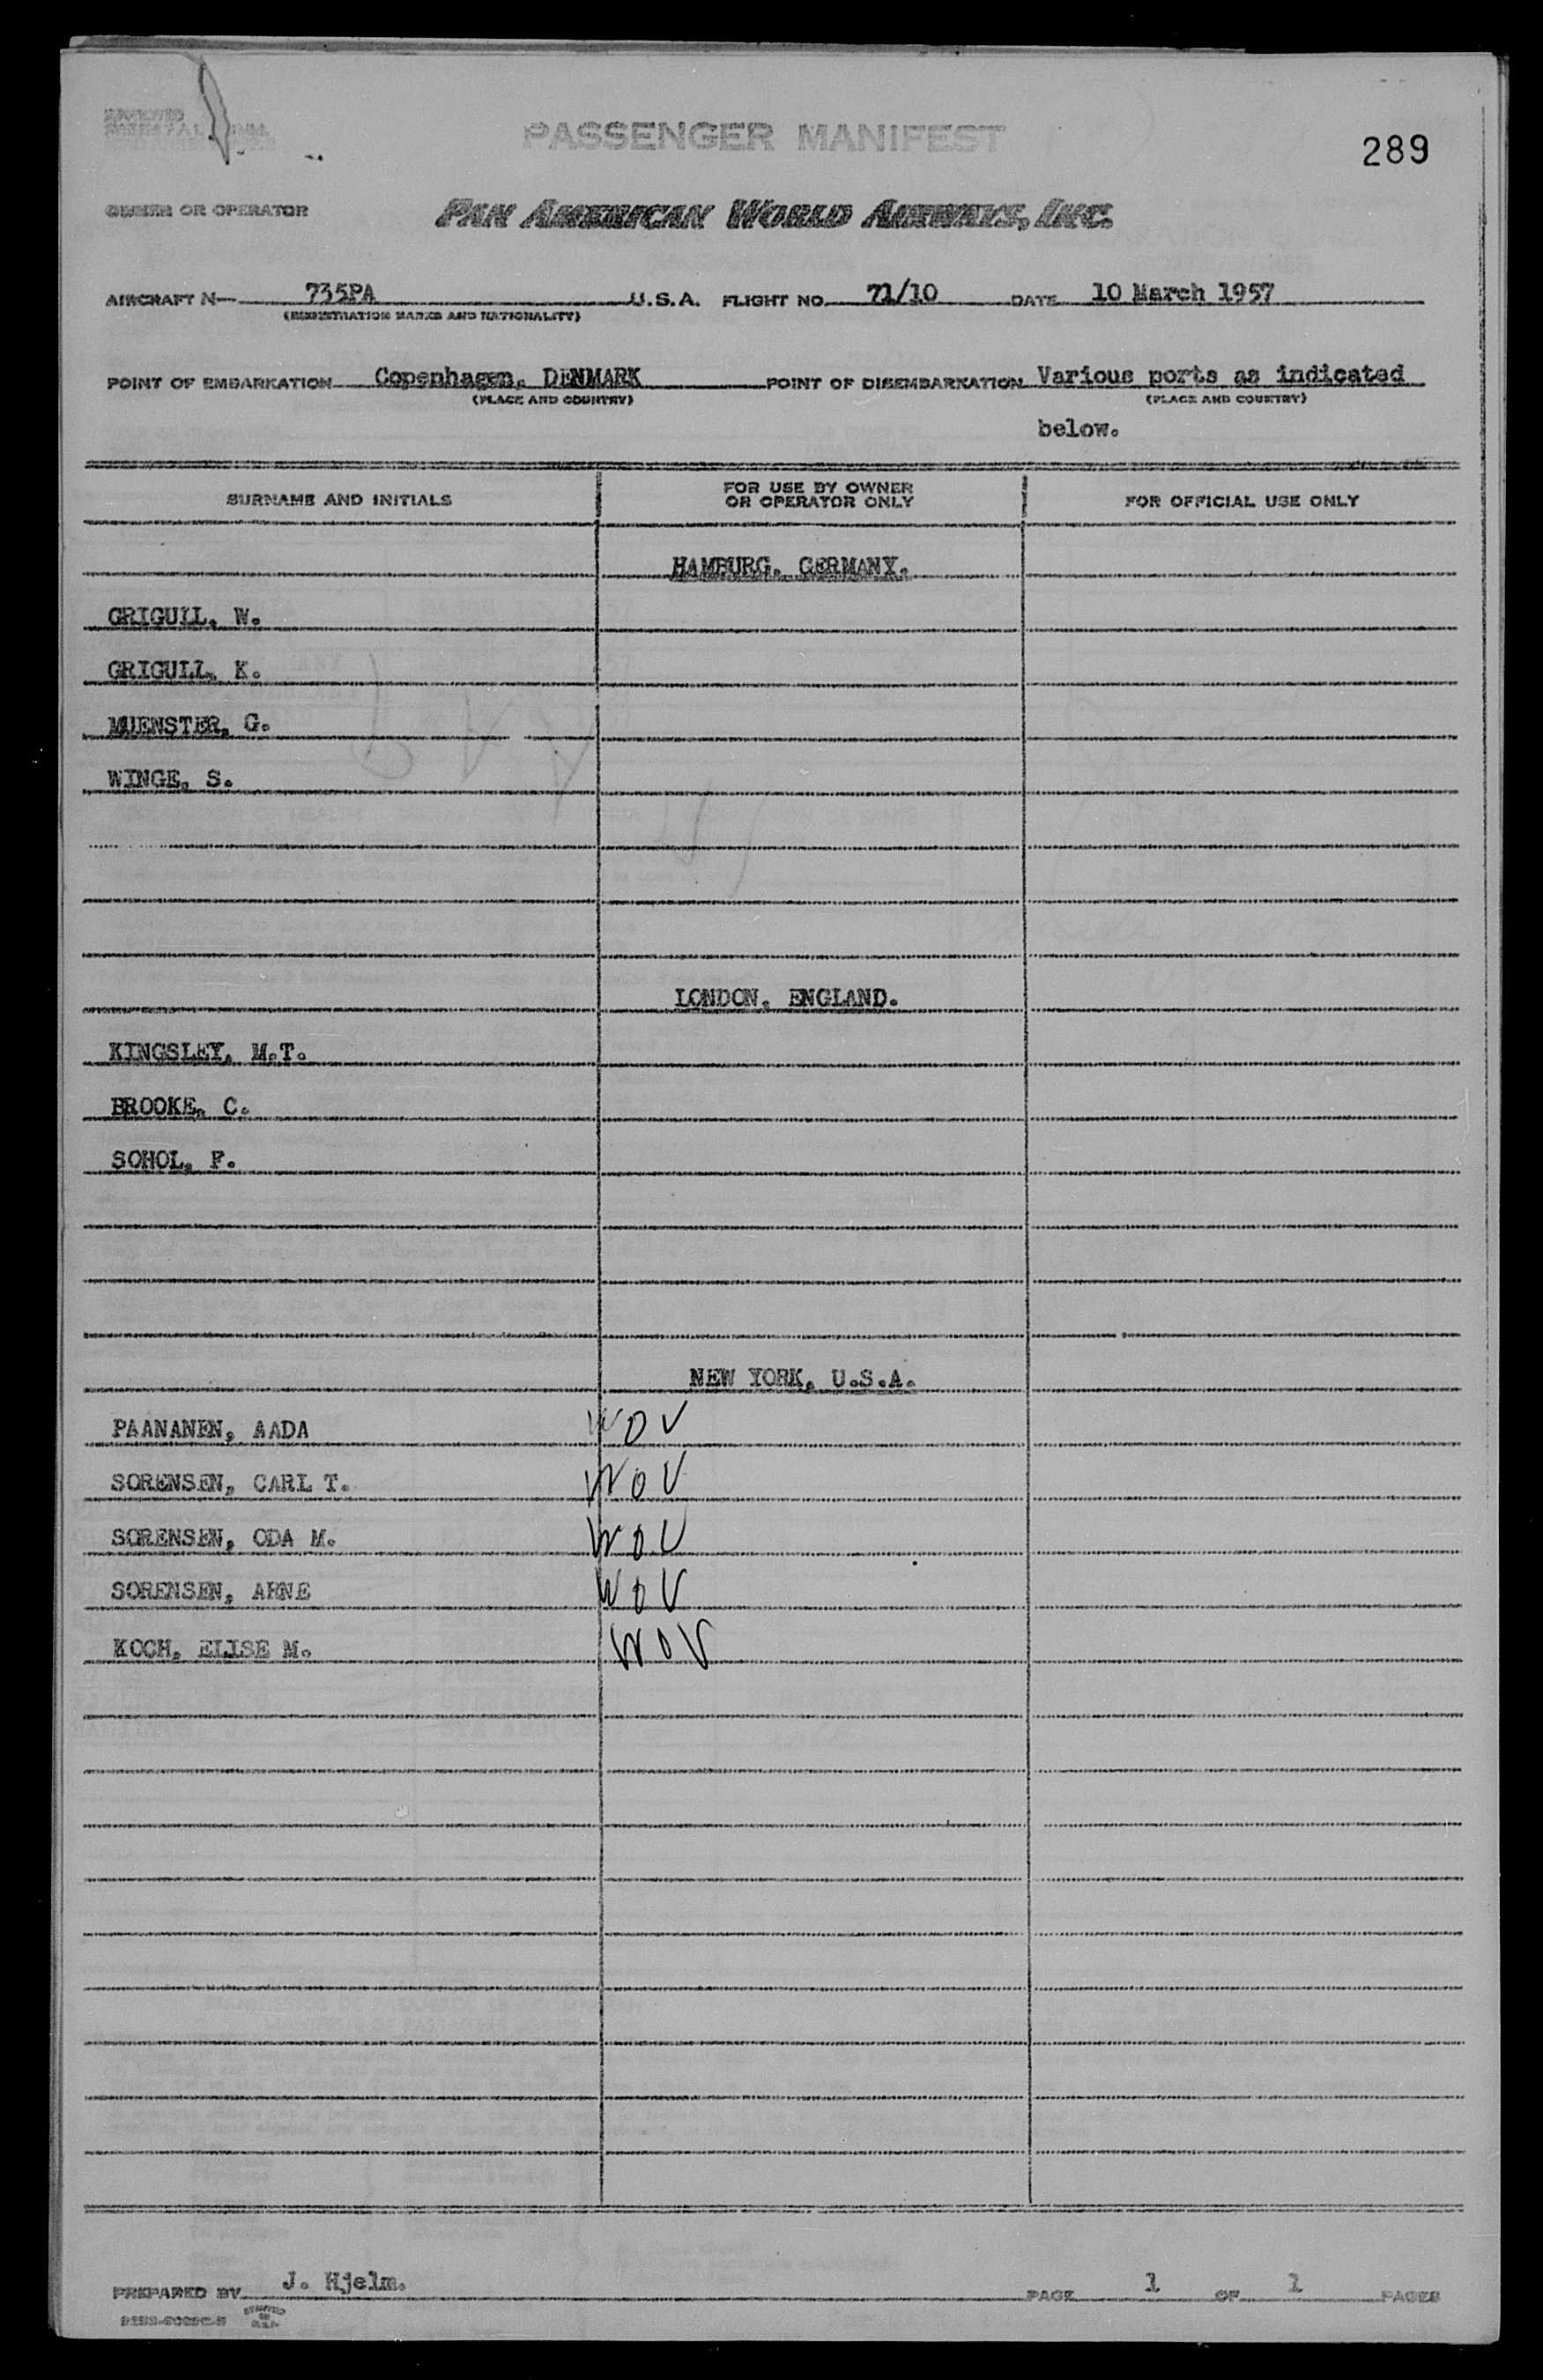 PASSENGER MANIFEST
289
OWNER OR OPERATOR PAN AMERICAN WORLD AIRWAYS, INC.
AIRCRAFT N— 735PA U.S.A. FLIGHT NO. 71/10 DATE 10 March 1957
(REGISTRATION MARKS AND NATIONALITY)
POINT OF EMBARKATION Copenhagen, DENMARK POINT OF DISEMBARKATION Various ports as indicated
(PLACE AND COUNTRY) (PLACE AND COUNTRY)
below.
SURNAME AND INITIALS FOR USE BY OWNER OR OPERATOR ONLY FOR OFFICIAL USE ONLY
HAMBURG, GERMANY.
GRIGULL, W.
GRIGULL, K.
MUENSTER, G.
WINGE, S.
LONDON, ENGLAND.
KINGSLEY, M.T.
BROOKE, C.
SOHOL, F.
NEW YORK, U.S.A.
PAANANEN, AADA WOV
SORENSEN, CARL T. WOV
SORENSEN, ODA M. WOV
SORENSEN, ARNE WOV
KOCH, ELISE M. WOV
PREPARED BY J. Hjelm. PAGE 1 OF 1 PAGES
PRINTED IN U.S.A.